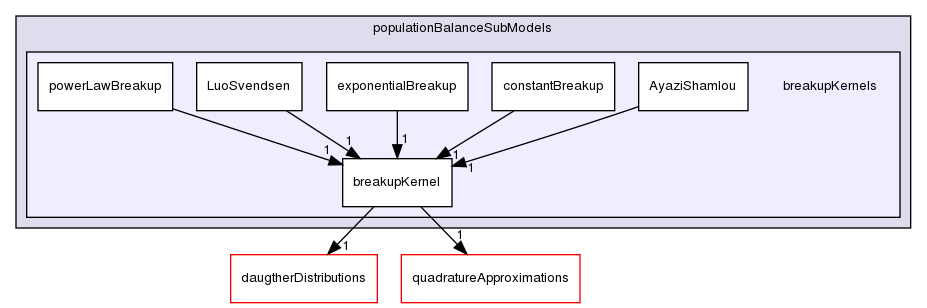 populationBalanceSubModels
powerLawBreakup
LuoSvendsen
exponentialBreakup
constantBreakup
AyaziShamlou
breakupKernels
1
1
1
1
1
breakupKernel
1
1
daugtherDistributions
quadratureApproximations